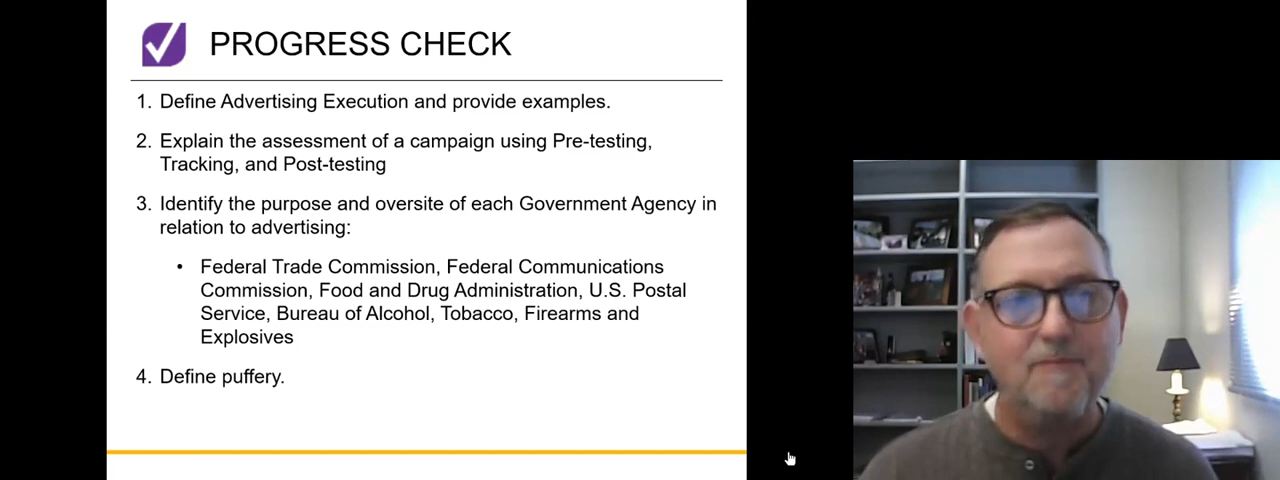 PROGRESS CHECK
1. Define Advertising Execution and provide examples.
2. Explain the assessment of a campaign using Pre-testing,
Tracking, and Post-testing
3. Identify the purpose and oversite of each Government Agency in
relation to advertising:
• Federal Trade Commission, Federal Communications
Commission, Food and Drug Administration, U.S. Postal
Service, Bureau of Alcohol, Tobacco, Firearms and
Explosives
4. Define puffery.